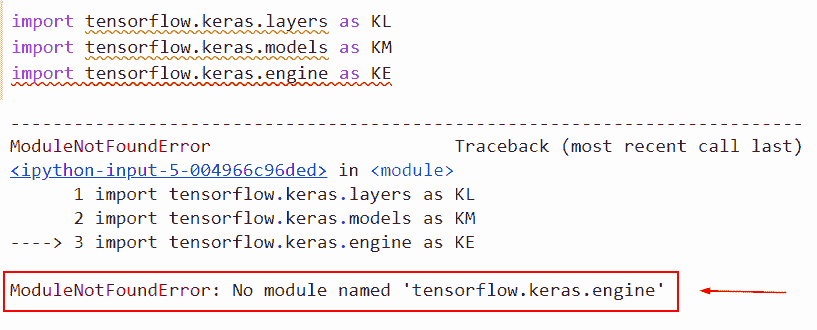 import tensorflow.keras.layers as KL
import tensorflow.keras.models as KM
import tensorflow.keras.engine as KE
---------------------------------------------------------------------------
ModuleNotFoundError                       Traceback (most recent call last)
<ipython-input-5-004966c96ded> in <module>
      1 import tensorflow.keras.layers as KL
      2 import tensorflow.keras.models as KM
----> 3 import tensorflow.keras.engine as KE
ModuleNotFoundError: No module named 'tensorflow.keras.engine'